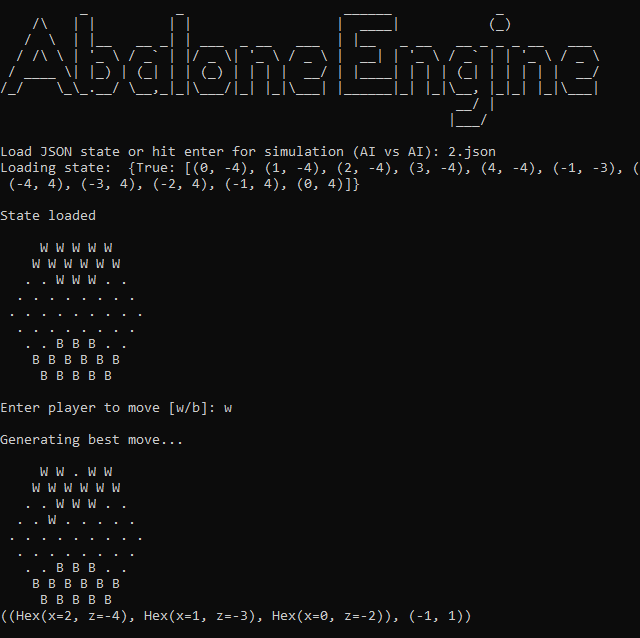 Abalone Engine
Load JSON state or hit enter for simulation (AI vs AI): 2.json
Loading state:  {True: [(0, -4), (1, -4), (2, -4), (3, -4), (4, -4), (-1, -3), (
 (-4, 4), (-3, 4), (-2, 4), (-1, 4), (0, 4)]}
State loaded
W W W W W
W W W W W W
. . W W W . .
. . . . . . . .
. . . . . . . . .
. . . . . . . .
. . B B B . .
B B B B B B
B B B B B
Enter player to move [w/b]: w
Generating best move...
W W . W W
W W W W W W
. . W W W . .
. . W . . . . .
. . . . . . . . .
. . . . . . . .
. . B B B . .
B B B B B B
B B B B B
((Hex(x=2, z=-4), Hex(x=1, z=-3), Hex(x=0, z=-2)), (-1, 1))